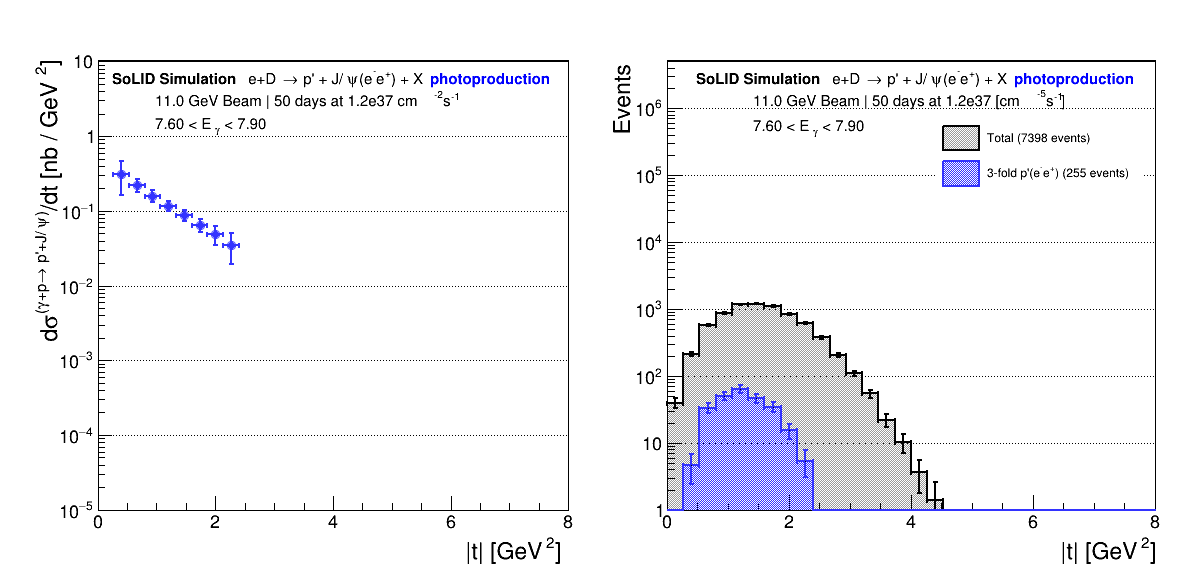 SoLID Simulation e+D → p' + J/ψ(e⁻e⁺) + X photoproduction
11.0 GeV Beam | 50 days at 1.2e37 cm⁻²s⁻¹
7.60 < Eγ < 7.90
dσ(γ+p→ p'+J/ψ)/dt [nb / GeV²]
10
1
10⁻¹
10⁻²
10⁻³
10⁻⁴
10⁻⁵
0 2 4 6 8
|t| [GeV²]
SoLID Simulation e+D → p' + J/ψ(e⁻e⁺) + X photoproduction
11.0 GeV Beam | 50 days at 1.2e37 [cm⁻⁵s⁻¹]
7.60 < Eγ < 7.90
Total (7398 events)
3-fold p'(e⁻e⁺) (255 events)
Events
10⁶
10⁵
10⁴
10³
10²
10
1
0 2 4 6 8
|t| [GeV²]